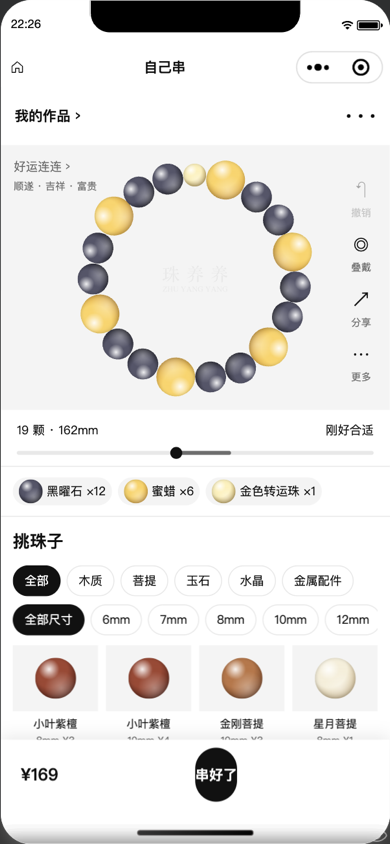 22:26
自己串
我的作品 >
好运连连 >
顺遂 · 吉祥 · 富贵
珠养养
撤销
叠戴
分享
更多
19 颗 · 162mm
刚好合适
黑曜石 ×12
蜜蜡 ×6
金色转运珠 ×1
挑珠子
全部
木质
菩提
玉石
水晶
金属配件
全部尺寸
6mm
7mm
8mm
10mm
12mm
小叶紫檀
小叶紫檀
金刚菩提
星月菩提
¥169
串好了